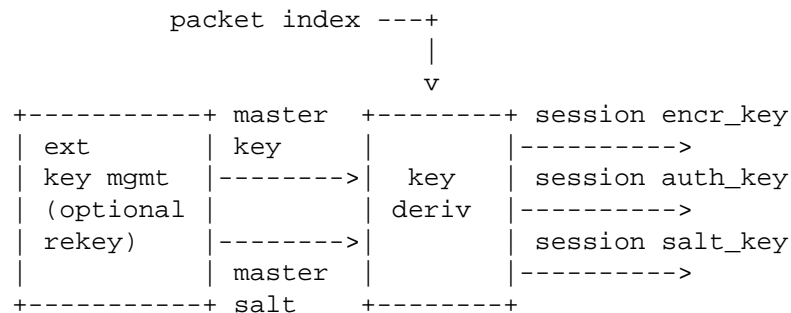 packet index ---+
|
v
+-----------+ master +--------+ session encr_key
| ext | key | |---------->
| key mgmt |-------->| key | session auth_key
| (optional | | deriv |---------->
| rekey) |-------->| | session salt_key
| | master | |---------->
+-----------+ salt +--------+